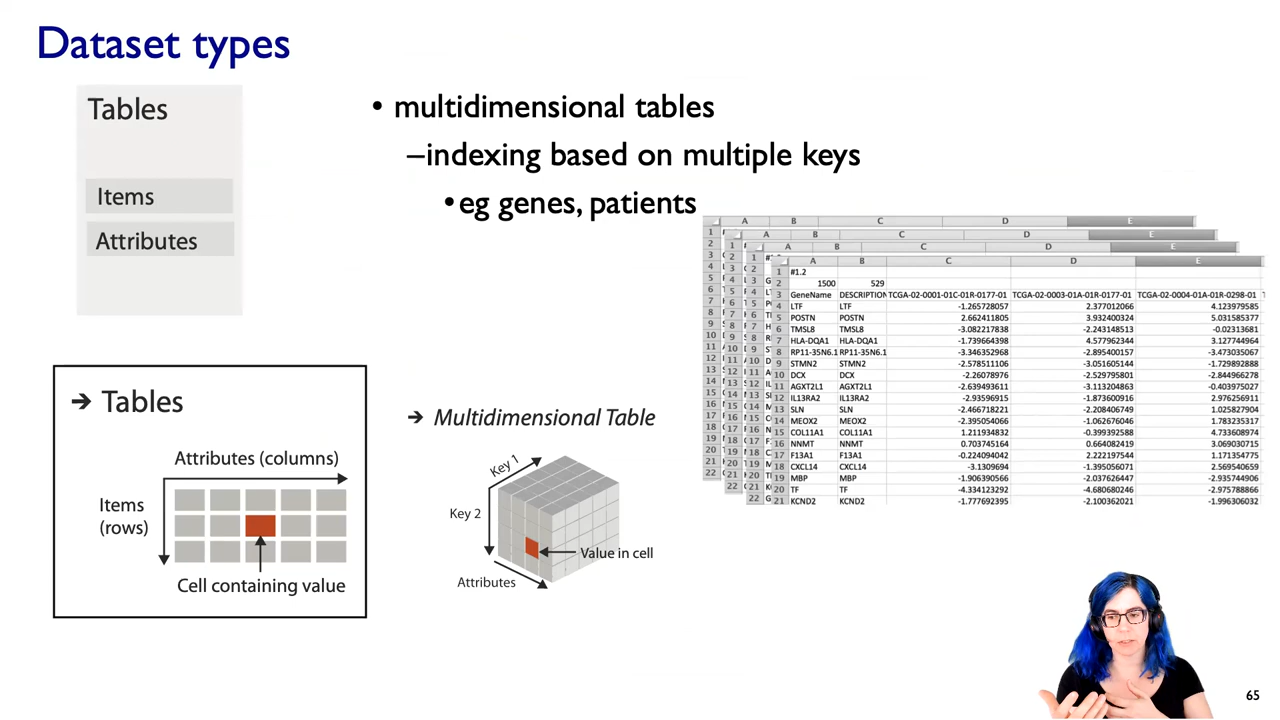 Dataset types
Tables
Items
Attributes
• multidimensional tables
–indexing based on multiple keys
•eg genes, patients
➔ Tables
Attributes (columns)
Items
(rows)
Cell containing value
➔ Multidimensional Table
Key 1
Key 2
Value in cell
Attributes
A B C D E
A B C D E
A B C D E
A B C D E
1 #1.2
2 1500 529
3 GeneName DESCRIPTION TCGA-02-0001-01C-01R-0177-01 TCGA-02-0003-01A-01R-0177-01 TCGA-02-0004-01A-01R-0298-01
4 LTF LTF -1.265728057 2.377012066 4.123979585
5 POSTN POSTN 2.662411805 3.932400324 5.031585377
6 TMSL8 TMSL8 -3.082217838 -2.243148513 -0.02313681
7 HLA-DQA1 HLA-DQA1 -1.739664398 4.577962344 3.127744964
8 RP11-35N6.1 RP11-35N6.1 -3.346352968 -2.895400157 -3.473035067
9 STMN2 STMN2 -2.578511106 -3.051605144 -1.729892888
10 DCX DCX -2.26078976 -2.529795801 -2.844966278
11 AGXT2L1 AGXT2L1 -2.639493611 -3.113204863 -0.403975027
12 IL13RA2 IL13RA2 -2.93596915 -1.873600916 2.976256911
13 SLN SLN -2.466718221 -2.208406749 1.025827904
14 MEOX2 MEOX2 -2.395054066 -1.062676046 1.783235317
15 COL11A1 COL11A1 1.211934832 -0.399392588 4.733608974
16 NNMT NNMT 0.703745164 0.664082419 3.069030715
17 F13A1 F13A1 -0.224094042 2.222197544 1.171354775
18 CXCL14 CXCL14 -3.1309694 -1.395056071 2.569540659
19 MBP MBP -1.906390566 -2.037626447 -2.935744906
20 TF TF -4.334123292 -4.680680246 -2.975788866
21 KCND2 KCND2 -1.777692395 -2.100362021 -1.996306032
65